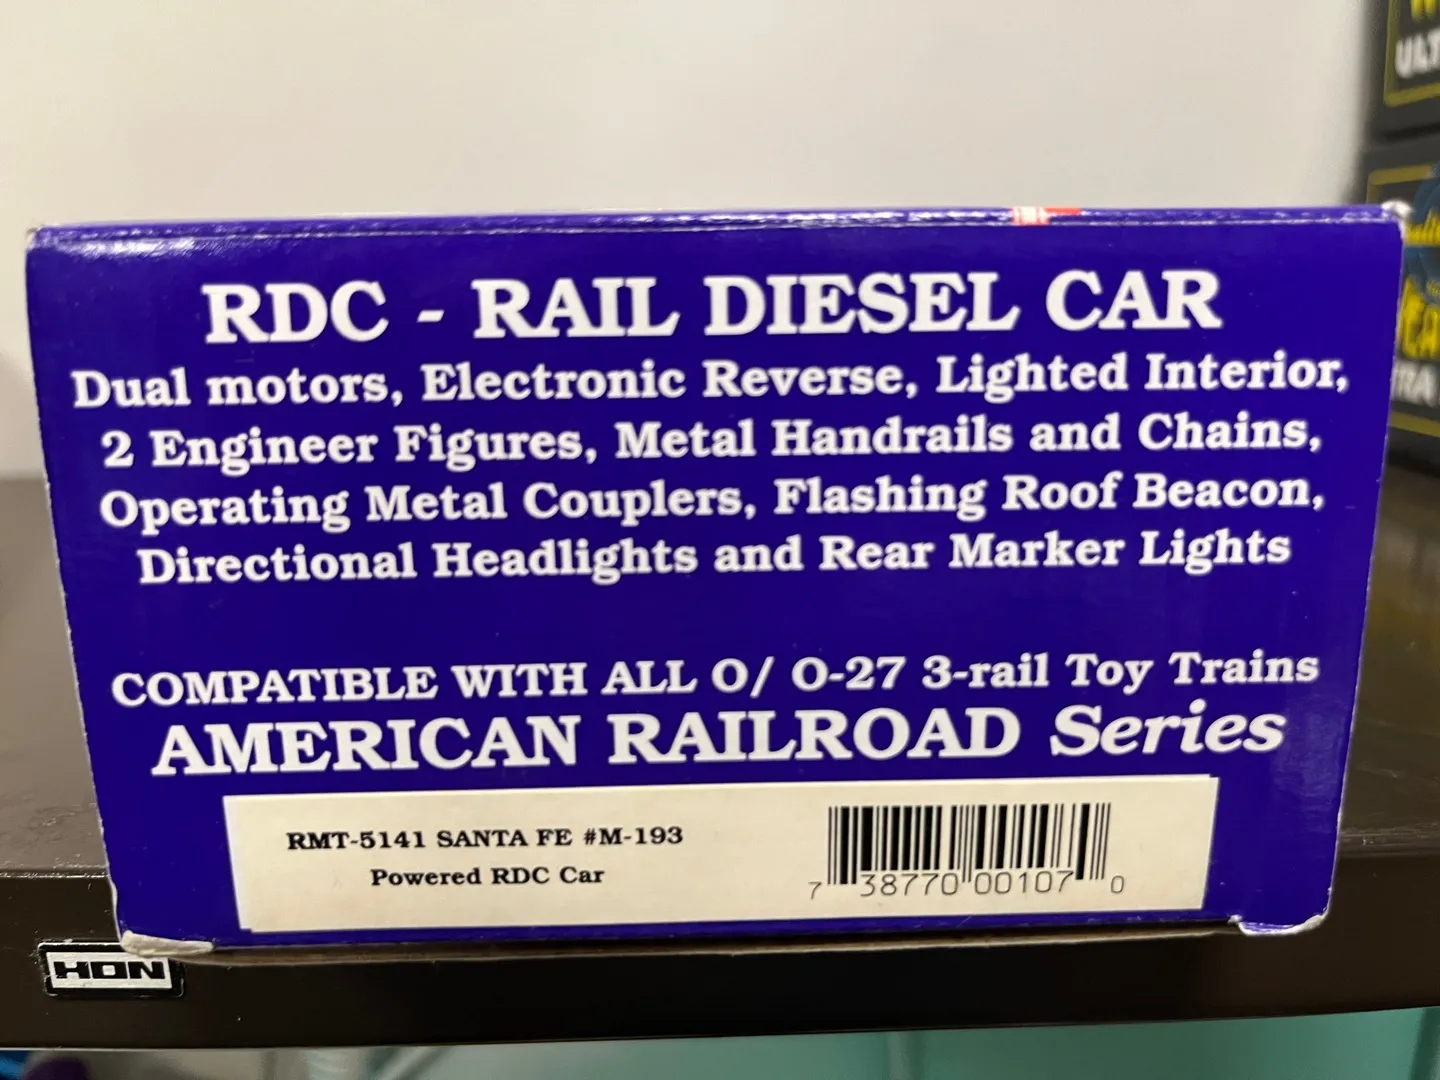 RDC - RAIL DIESEL CAR
Dual motors, Electronic Reverse, Lighted Interior,
2 Engineer Figures, Metal Handrails and Chains,
Operating Metal Couplers, Flashing Roof Beacon,
Directional Headlights and Rear Marker Lights
COMPATIBLE WITH ALL O/ O-27 3-rail Toy Trains
AMERICAN RAILROAD Series
RMT-5141 SANTA FE #M-193
Powered RDC Car
7 38770 00107 0
HON